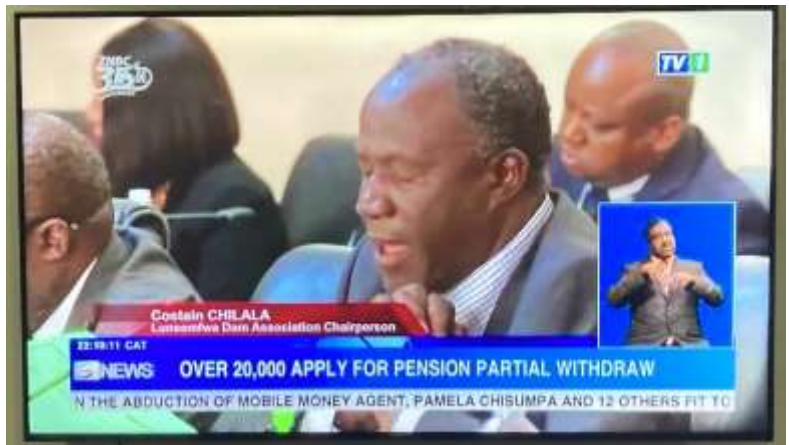 ZNBC
TV1
Costain CHILALA
Lunsemfwa Dam Association Chairperson
22:19:11 CAT
NEWS
OVER 20,000 APPLY FOR PENSION PARTIAL WITHDRAW
N THE ABDUCTION OF MOBILE MONEY AGENT, PAMELA CHISUMPA AND 12 OTHERS FIT TO